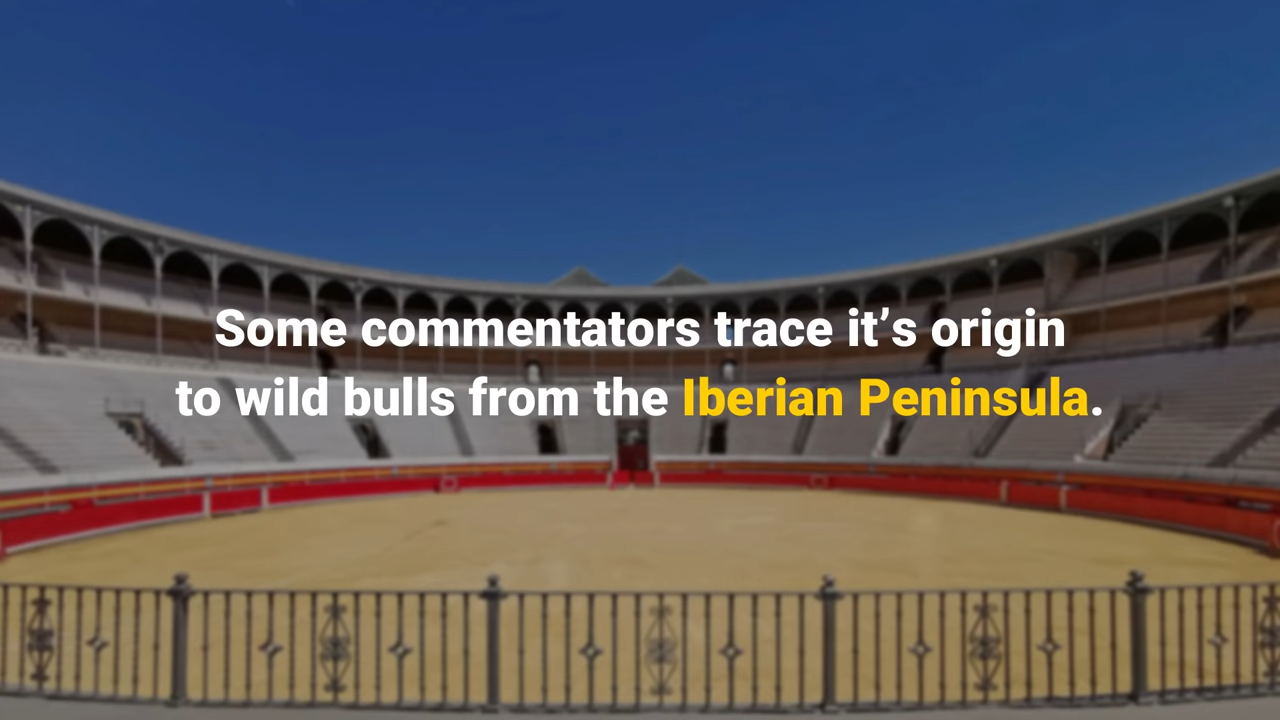 Some commentators trace it’s origin
to wild bulls from the Iberian Peninsula.